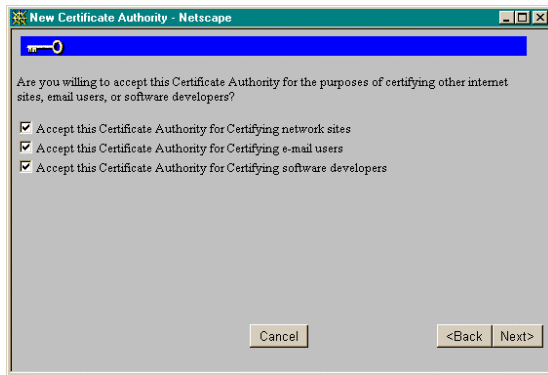 New Certificate Authority - Netscape
Are you willing to accept this Certificate Authority for the purposes of certifying other internet
sites, email users, or software developers?
Accept this Certificate Authority for Certifying network sites
Accept this Certificate Authority for Certifying e-mail users
Accept this Certificate Authority for Certifying software developers
Cancel <Back Next>